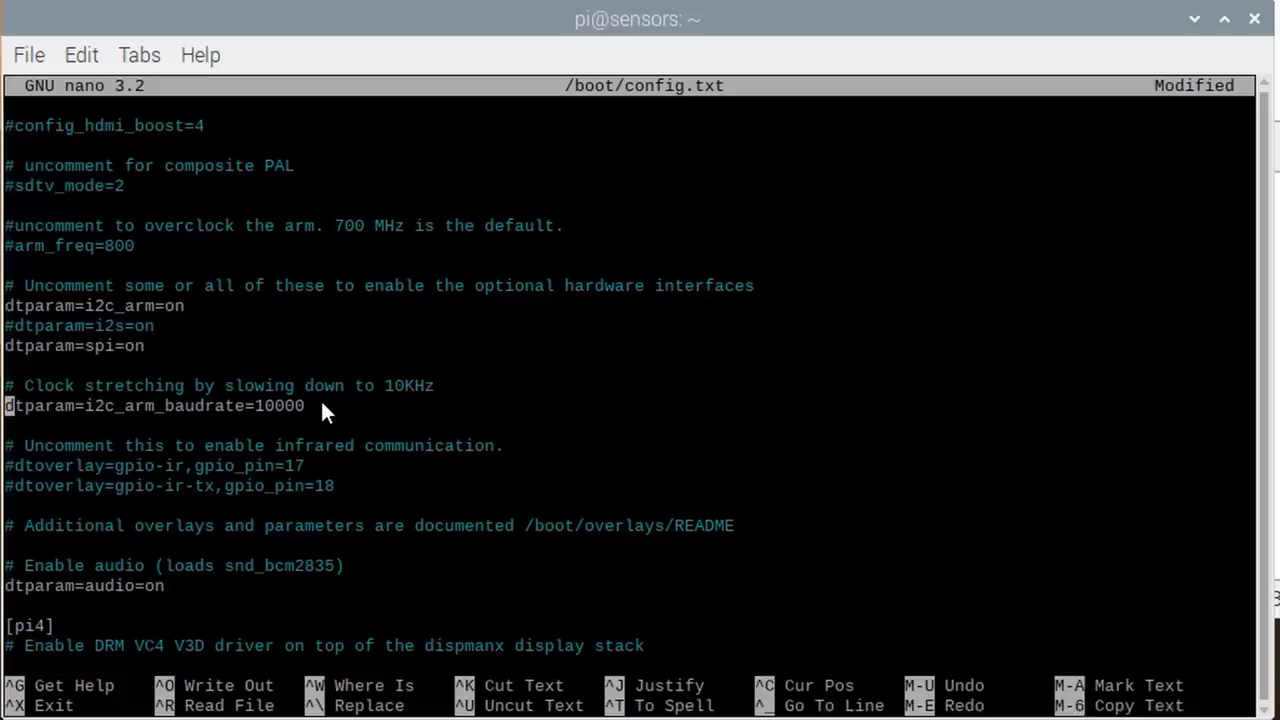 pi@sensors: ~
File Edit Tabs Help
GNU nano 3.2 /boot/config.txt Modified
#config_hdmi_boost=4
# uncomment for composite PAL
#sdtv_mode=2
#uncomment to overclock the arm. 700 MHz is the default.
#arm_freq=800
# Uncomment some or all of these to enable the optional hardware interfaces
dtparam=i2c_arm=on
#dtparam=i2s=on
dtparam=spi=on
# Clock stretching by slowing down to 10KHz
dtparam=i2c_arm_baudrate=10000
# Uncomment this to enable infrared communication.
#dtoverlay=gpio-ir,gpio_pin=17
#dtoverlay=gpio-ir-tx,gpio_pin=18
# Additional overlays and parameters are documented /boot/overlays/README
# Enable audio (loads snd_bcm2835)
dtparam=audio=on
[pi4]
# Enable DRM VC4 V3D driver on top of the dispmanx display stack
^G Get Help ^O Write Out ^W Where Is ^K Cut Text ^J Justify ^C Cur Pos M-U Undo M-A Mark Text
^X Exit ^R Read File ^\ Replace ^U Uncut Text ^T To Spell ^_ Go To Line M-E Redo M-6 Copy Text